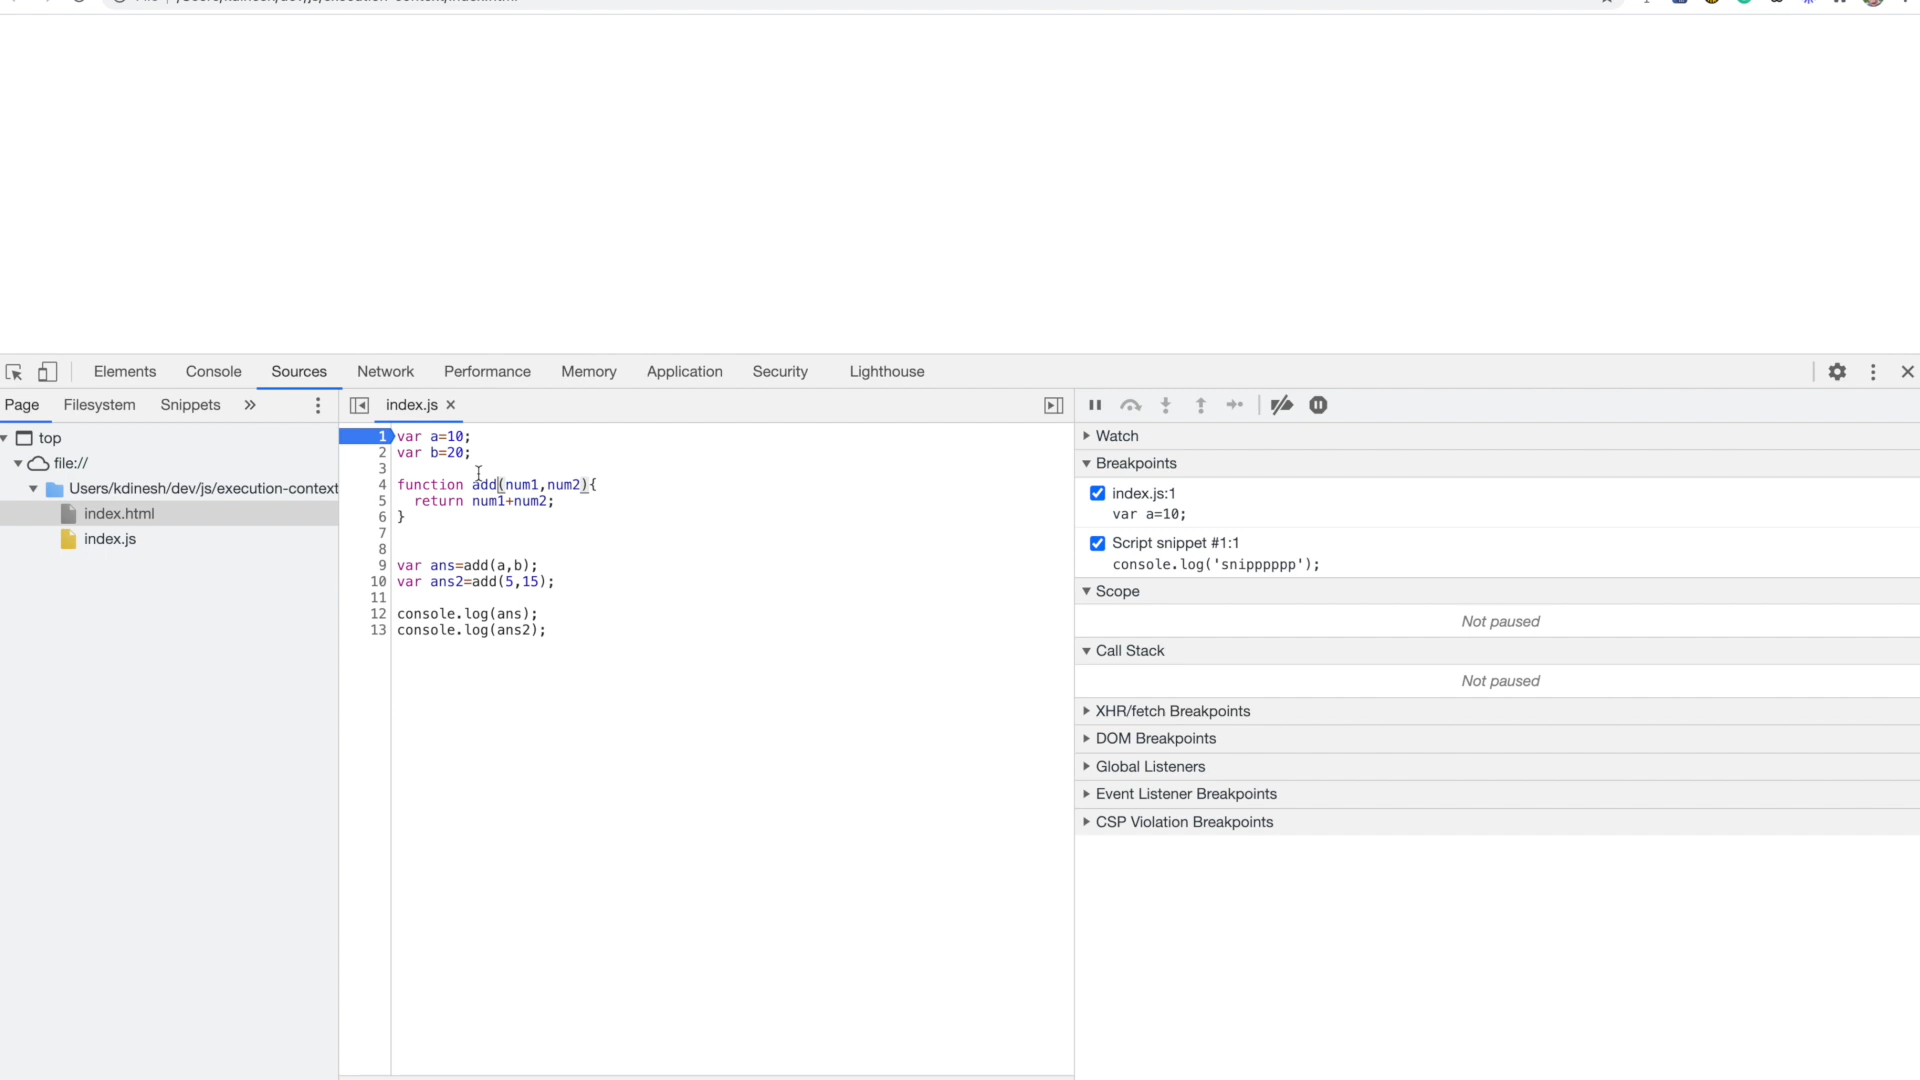 Elements Console Sources Network Performance Memory Application Security Lighthouse
Page Filesystem Snippets » index.js ×
top
file://
Users/kdinesh/dev/js/execution-context
index.html
index.js
1 var a=10;
2 var b=20;
3
4 function add(num1,num2){
5 return num1+num2;
6 }
7
8
9 var ans=add(a,b);
10 var ans2=add(5,15);
11
12 console.log(ans);
13 console.log(ans2);
Watch
Breakpoints
index.js:1
var a=10;
Script snippet #1:1
console.log('snipppppp');
Scope
Not paused
Call Stack
Not paused
XHR/fetch Breakpoints
DOM Breakpoints
Global Listeners
Event Listener Breakpoints
CSP Violation Breakpoints